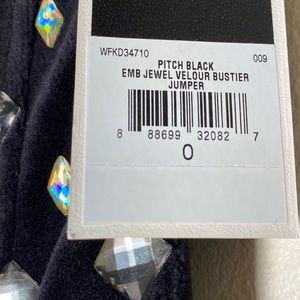 WFKD34710 009
PITCH BLACK
EMB JEWEL VELOUR BUSTIER
JUMPER
8 88699 32082 7
0